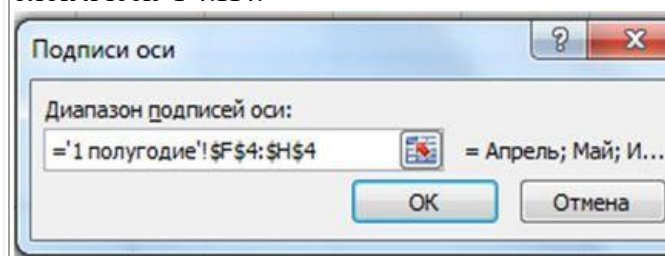 Подписи оси
Диапазон подписей оси:
='1 полугодие'!$F$4:$H$4 = Апрель; Май; И...
ОК Отмена